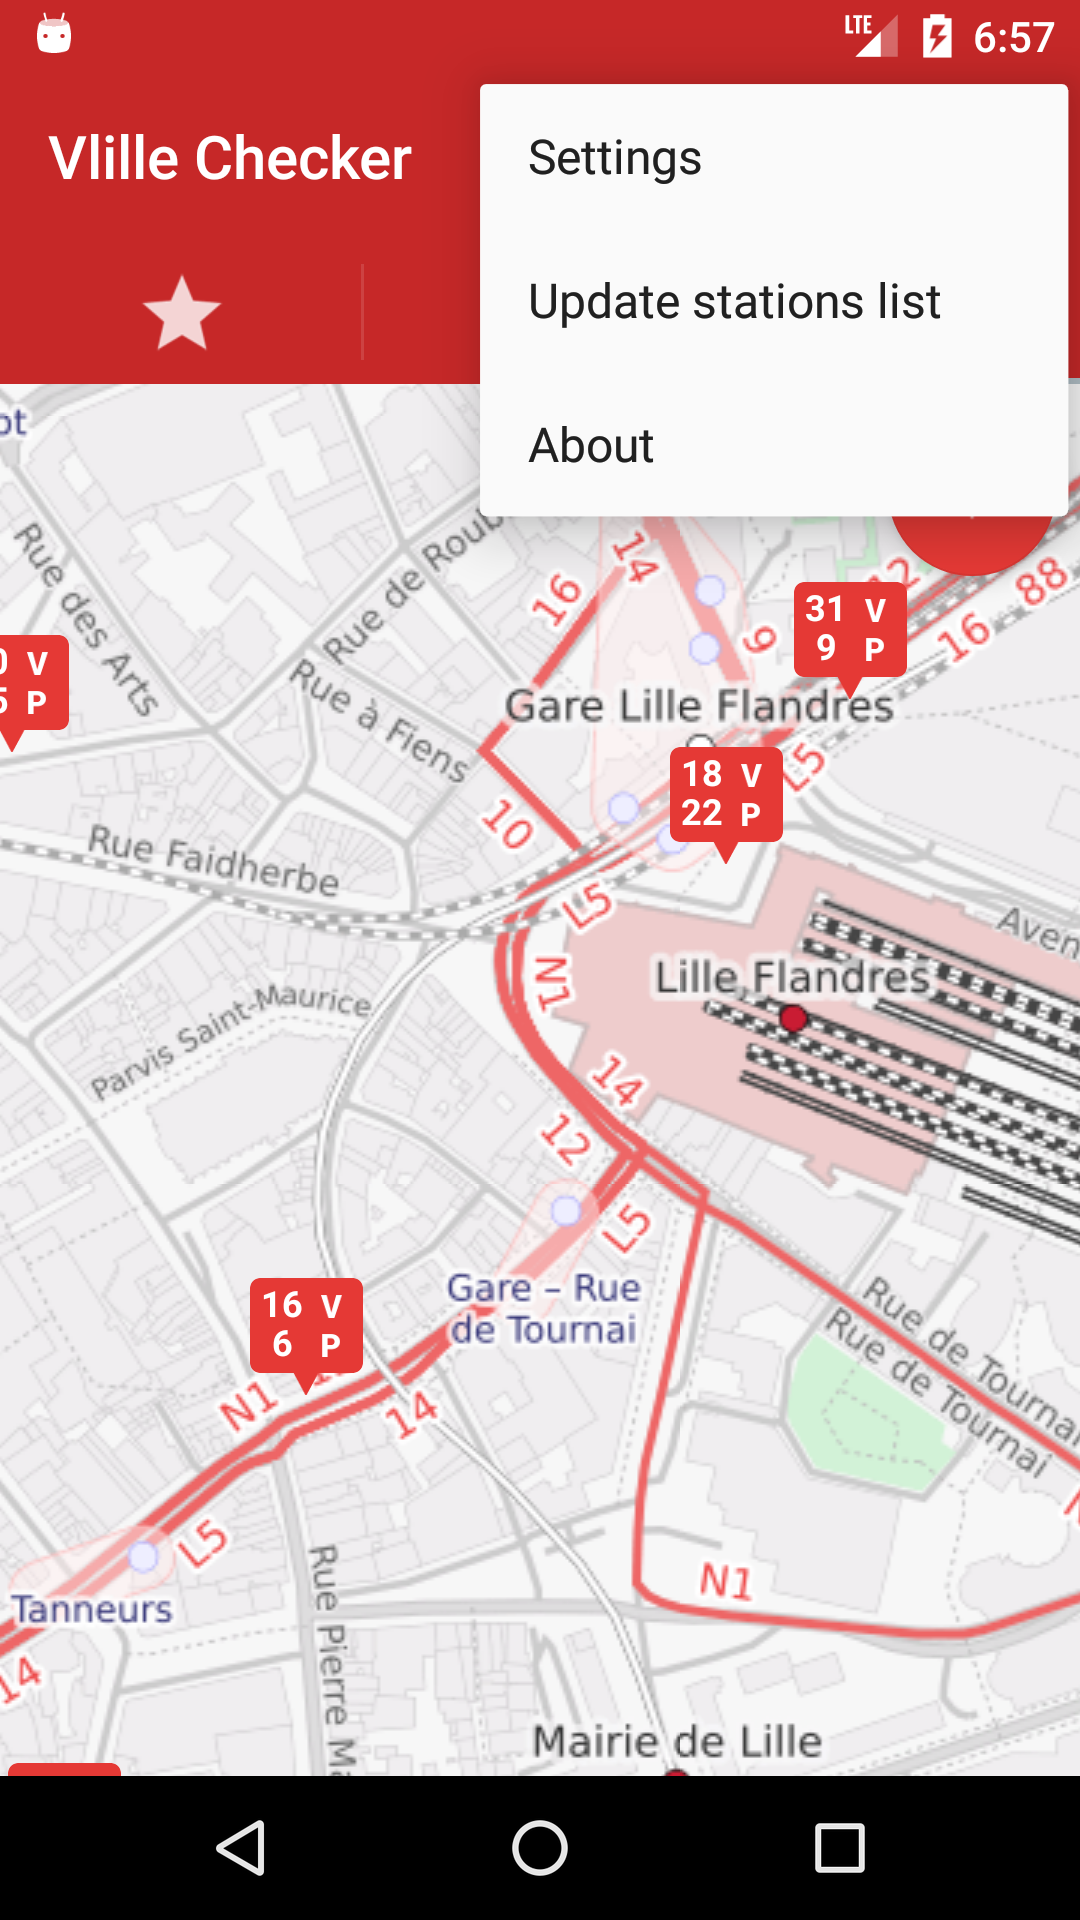 LTE 6:57
Vlille Checker
Settings
Update stations list
About
ot
Rue des Arts
Rue de Roub
14
16
9
12
88
16
31 V
9 P
V
5 P
Rue à Fiens
Gare Lille Flandres
L5
18 V
22 P
10
Rue Faidherbe
L5
Aven
N1
Lille Flandres
Parvis Saint-Maurice
14
12
L5
Gare – Rue
de Tournai
16 V
6 P
N1
14
Rue de Tournai
Rue de Tournai
L5
N1
Tanneurs
Rue Pierre Ma
14
Mairie de Lille